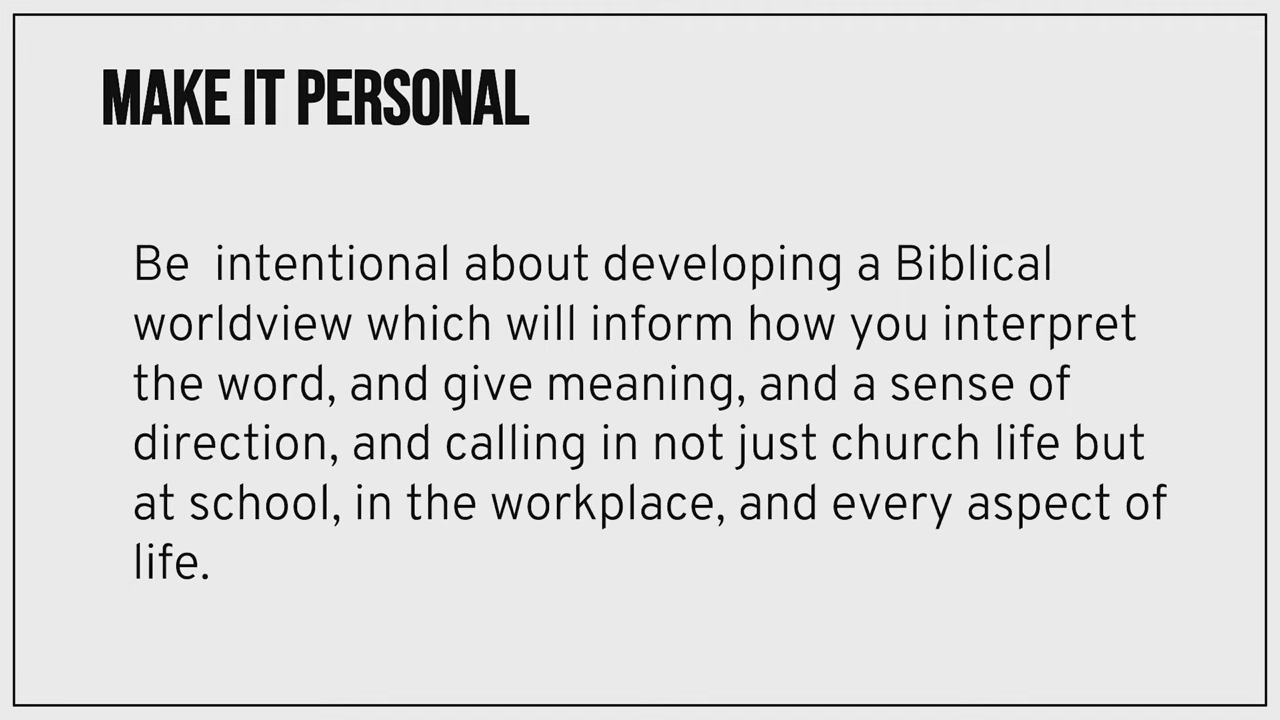 MAKE IT PERSONAL
Be  intentional about developing a Biblical
worldview which will inform how you interpret
the word, and give meaning, and a sense of
direction, and calling in not just church life but
at school, in the workplace, and every aspect of
life.